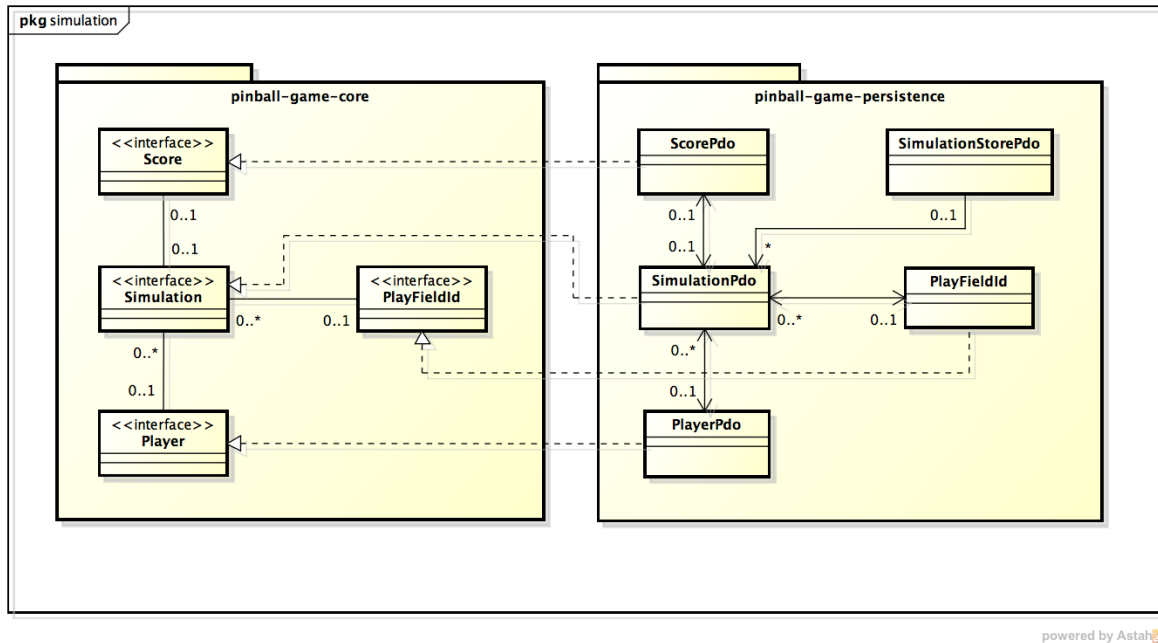 pkg simulation
pinball-game-core
pinball-game-persistence
<<interface>>
Score
ScorePdo
SimulationStorePdo
0..1
0..1
0..1
0..1
0..1
*
<<interface>>
Simulation
<<interface>>
PlayFieldId
SimulationPdo
PlayFieldId
0..*
0..1
0..*
0..1
0..*
0..1
0..*
0..1
<<interface>>
Player
PlayerPdo
powered by Astah